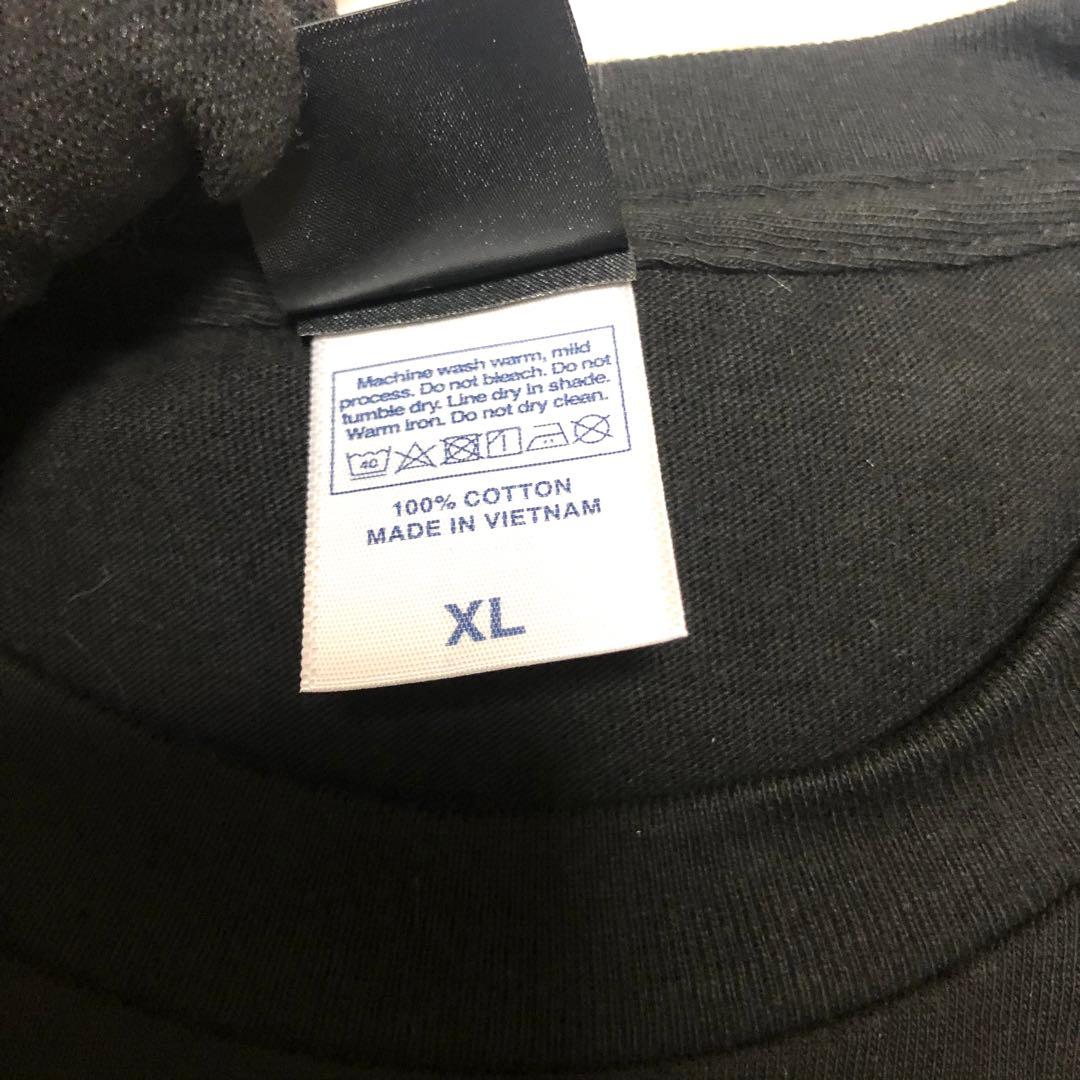 Machine wash warm, mild
process. Do not bleach. Do not
tumble dry. Line dry in shade.
Warm iron. Do not dry clean.
40
100% COTTON
MADE IN VIETNAM
XL